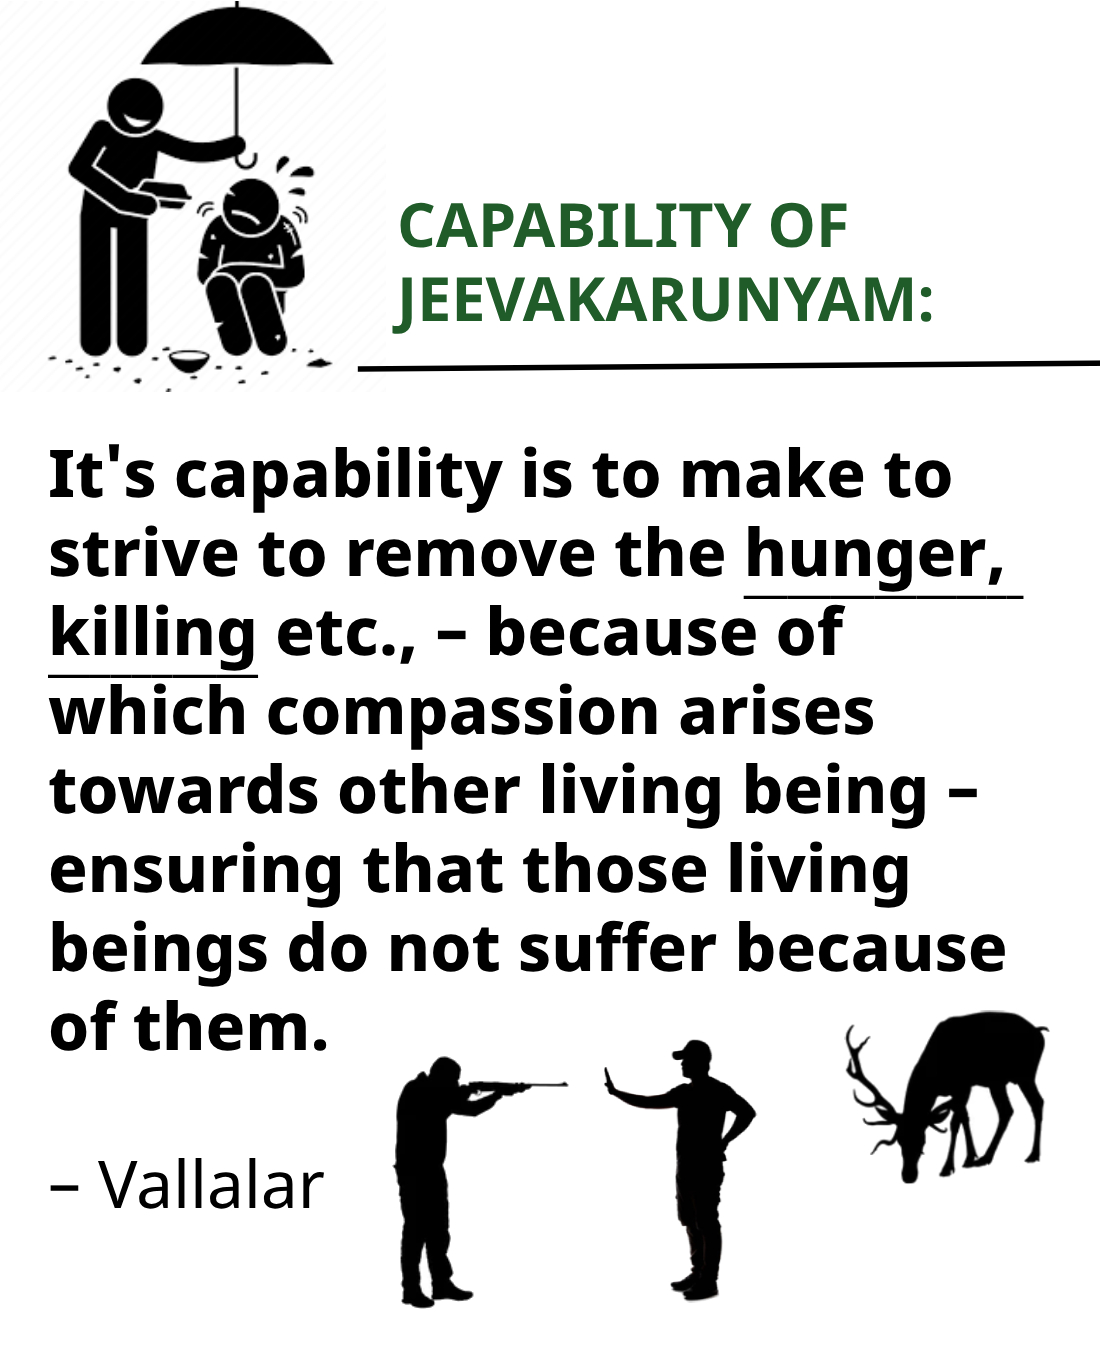 CAPABILITY OF
JEEVAKARUNYAM:
It's capability is to make to
strive to remove the hunger,
killing etc., – because of
which compassion arises
towards other living being –
ensuring that those living
beings do not suffer because
of them.
– Vallalar